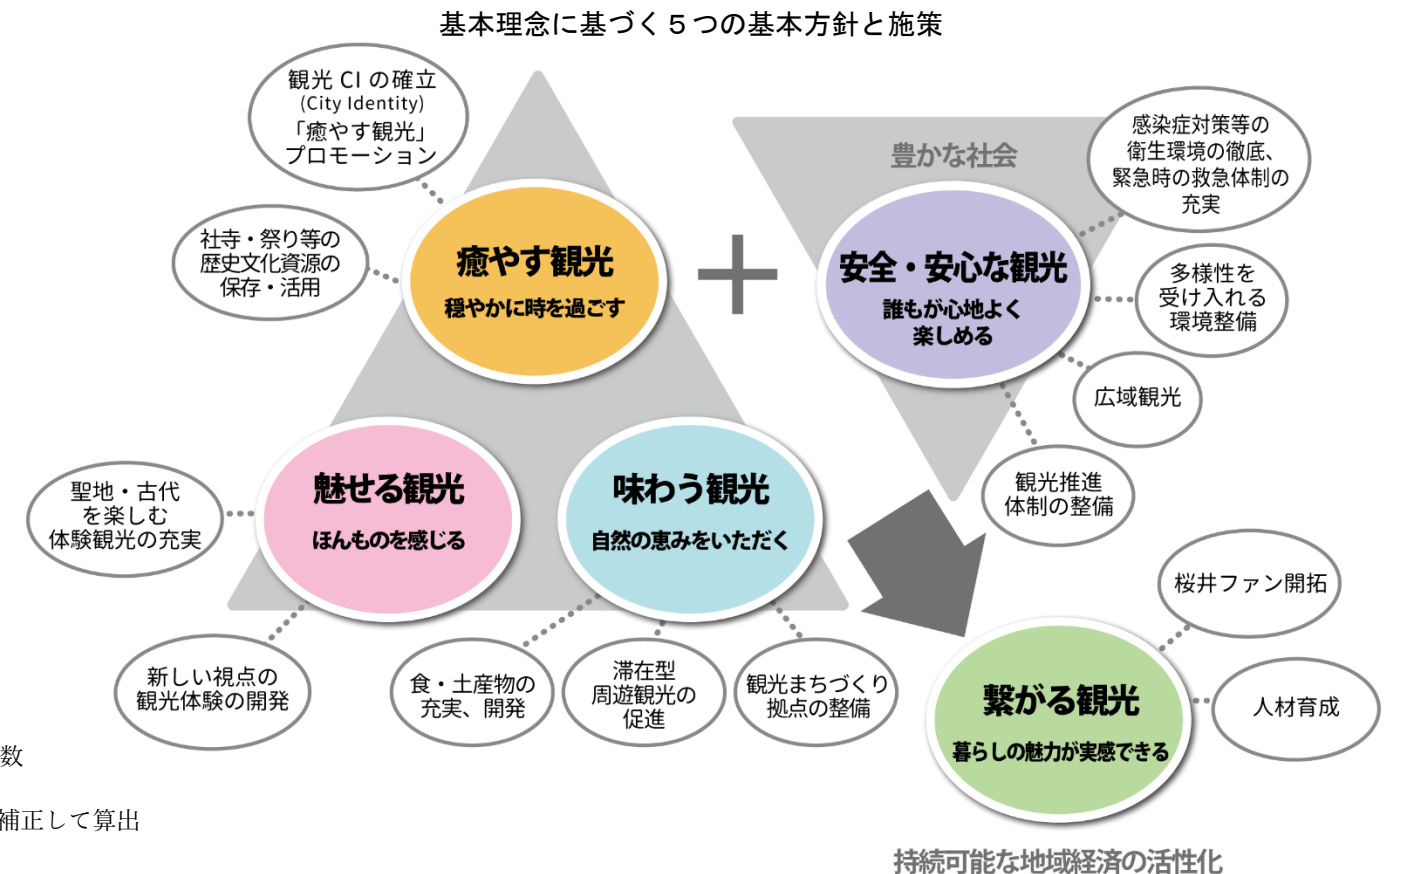 基本理念に基づく５つの基本方針と施策
観光 CI の確立
(City Identity)
「癒やす観光」
プロモーション
社寺・祭り等の
歴史文化資源の
保存・活用
癒やす観光
穏やかに時を過ごす
魅せる観光
ほんものを感じる
聖地・古代
を楽しむ
体験観光の充実
新しい視点の
観光体験の開発
味わう観光
自然の恵みをいただく
食・土産物の
充実、開発
滞在型
周遊観光の
促進
観光まちづくり
拠点の整備
豊かな社会
安全・安心な観光
誰もが心地よく
楽しめる
感染症対策等の
衛生環境の徹底、
緊急時の救急体制の
充実
多様性を
受け入れる
環境整備
広域観光
観光推進
体制の整備
繋がる観光
暮らしの魅力が実感できる
桜井ファン開拓
人材育成
持続可能な地域経済の活性化
数
補正して算出